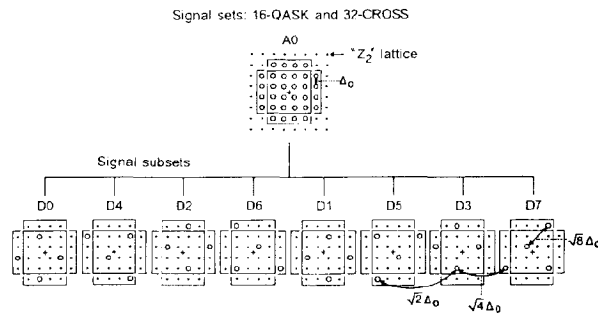 Signal sets: 16-QASK and 32-CROSS
A0
"Z₂" lattice
Δ₀
Signal subsets
D0 D4 D2 D6 D1 D5 D3 D7
√8 Δ₀
√2 Δ₀
√4 Δ₀